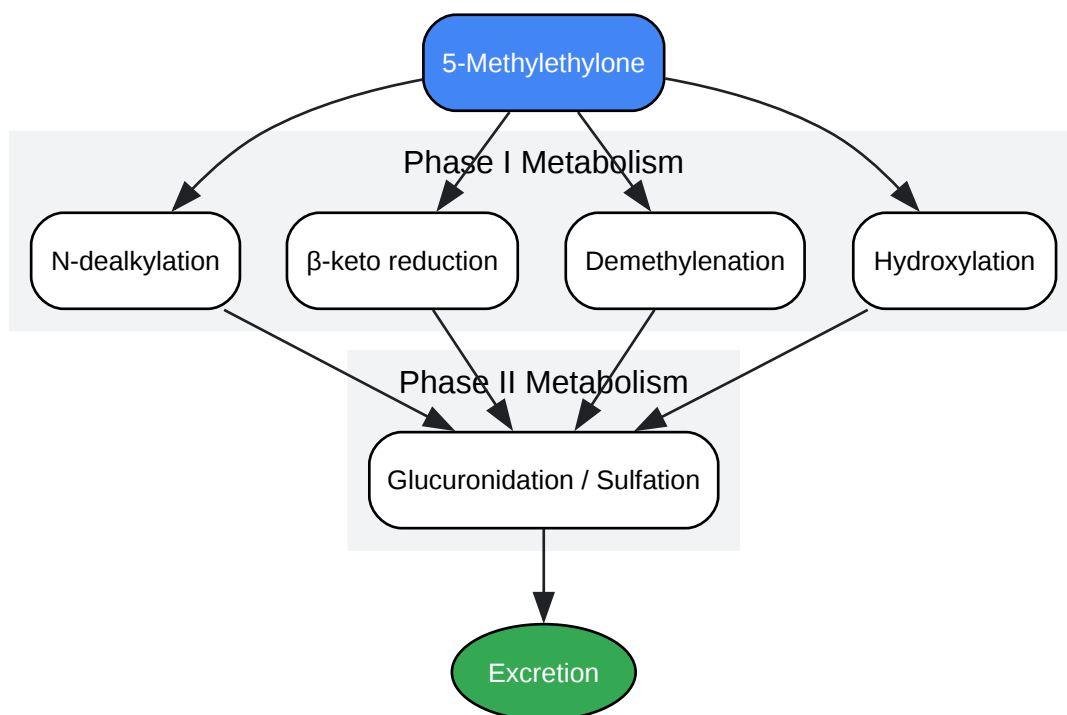 5-Methylethylone
Phase I Metabolism
N-dealkylation
β-keto reduction
Demethylenation
Hydroxylation
Phase II Metabolism
Glucuronidation / Sulfation
Excretion